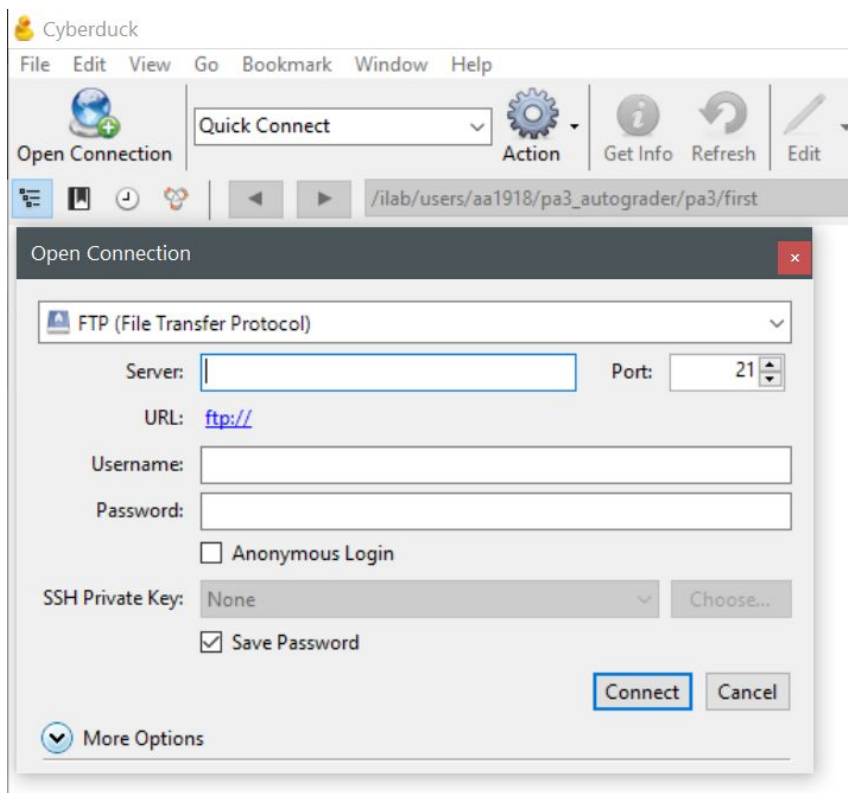 Cyberduck
File Edit View Go Bookmark Window Help
Quick Connect
Open Connection Action Get Info Refresh Edit
/ilab/users/aa1918/pa3_autograder/pa3/first
Open Connection
FTP (File Transfer Protocol)
Server: Port: 21
URL: ftp://
Username:
Password:
Anonymous Login
SSH Private Key: None Choose...
Save Password
Connect Cancel
More Options